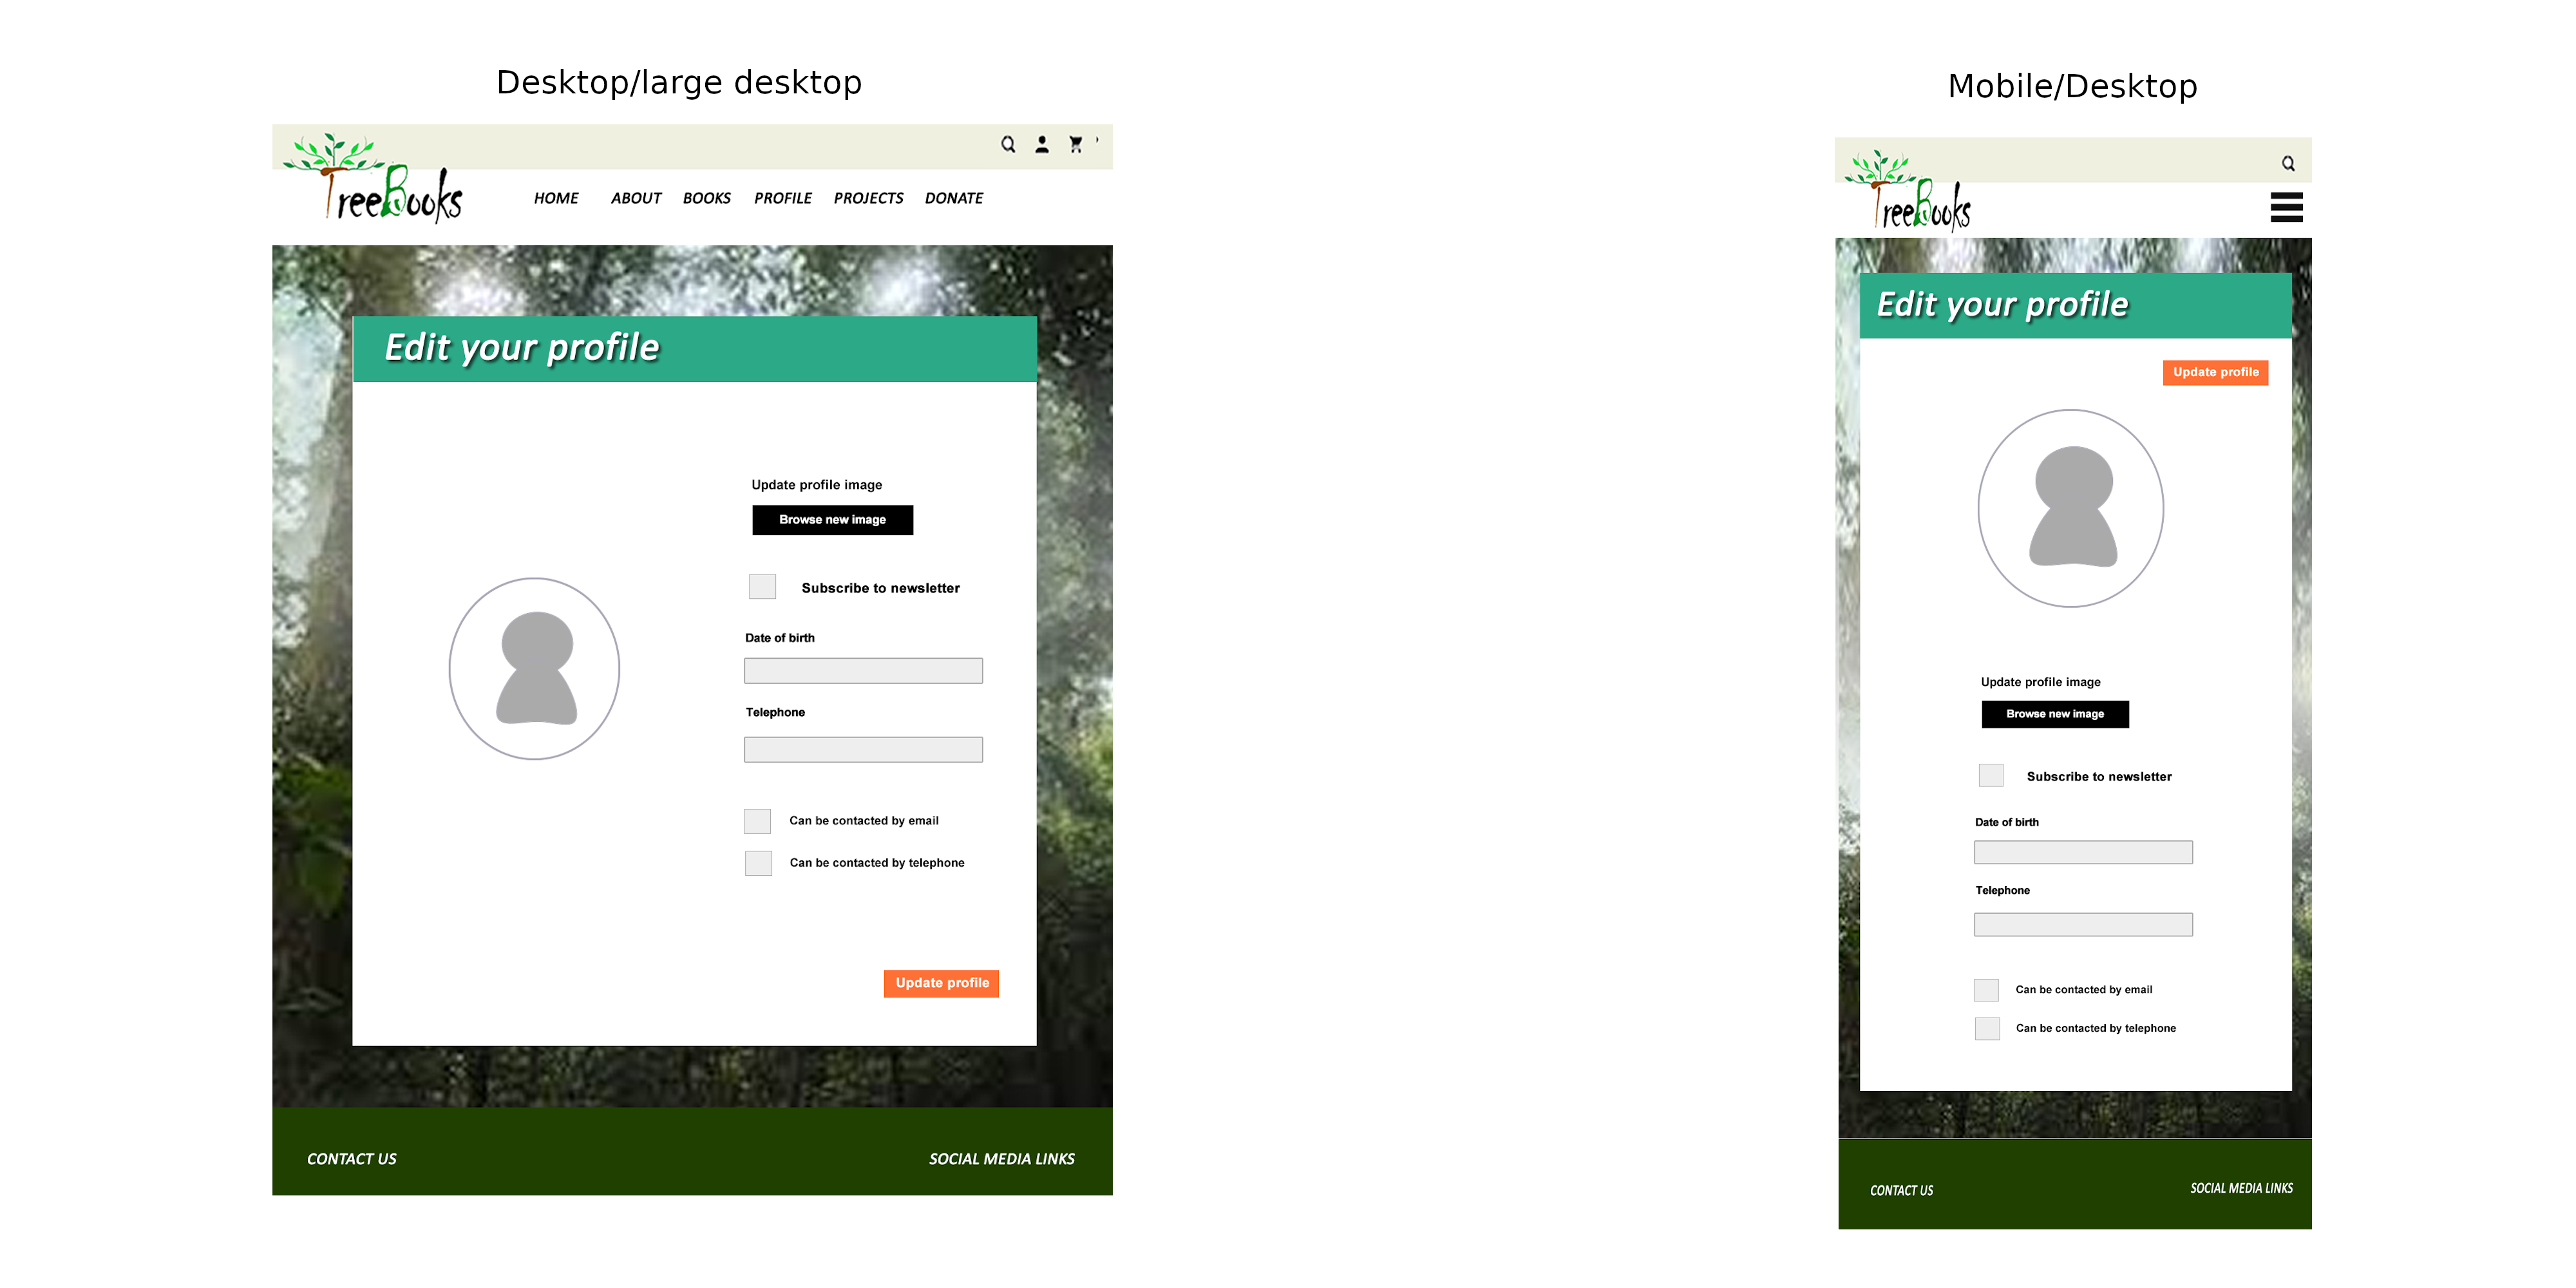 Desktop/large desktop
TreeBooks
HOME ABOUT BOOKS PROFILE PROJECTS DONATE
Edit your profile
Update profile image
Browse new image
Subscribe to newsletter
Date of birth
Telephone
Can be contacted by email
Can be contacted by telephone
Update profile
CONTACT US SOCIAL MEDIA LINKS
Mobile/Desktop
TreeBooks
Edit your profile
Update profile
Update profile image
Browse new image
Subscribe to newsletter
Date of birth
Telephone
Can be contacted by email
Can be contacted by telephone
CONTACT US SOCIAL MEDIA LINKS